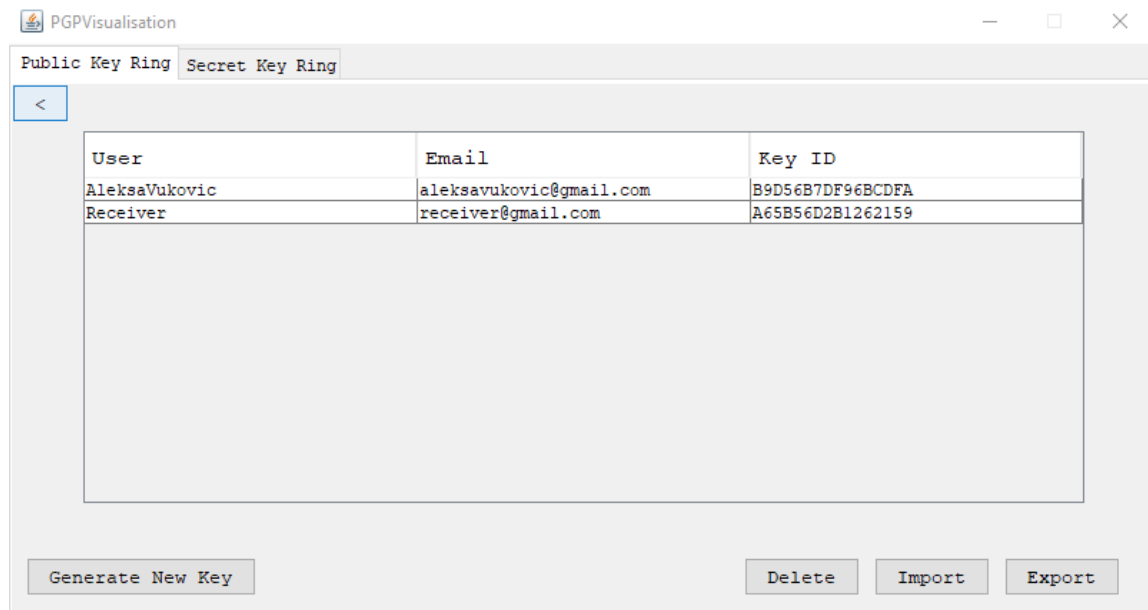 PGPVisualisation
Public Key Ring Secret Key Ring
<
User Email Key ID
AleksaVukovic aleksavukovic@gmail.com B9D56B7DF96BCDFA
Receiver receiver@gmail.com A65B56D2B1262159
Generate New Key Delete Import Export